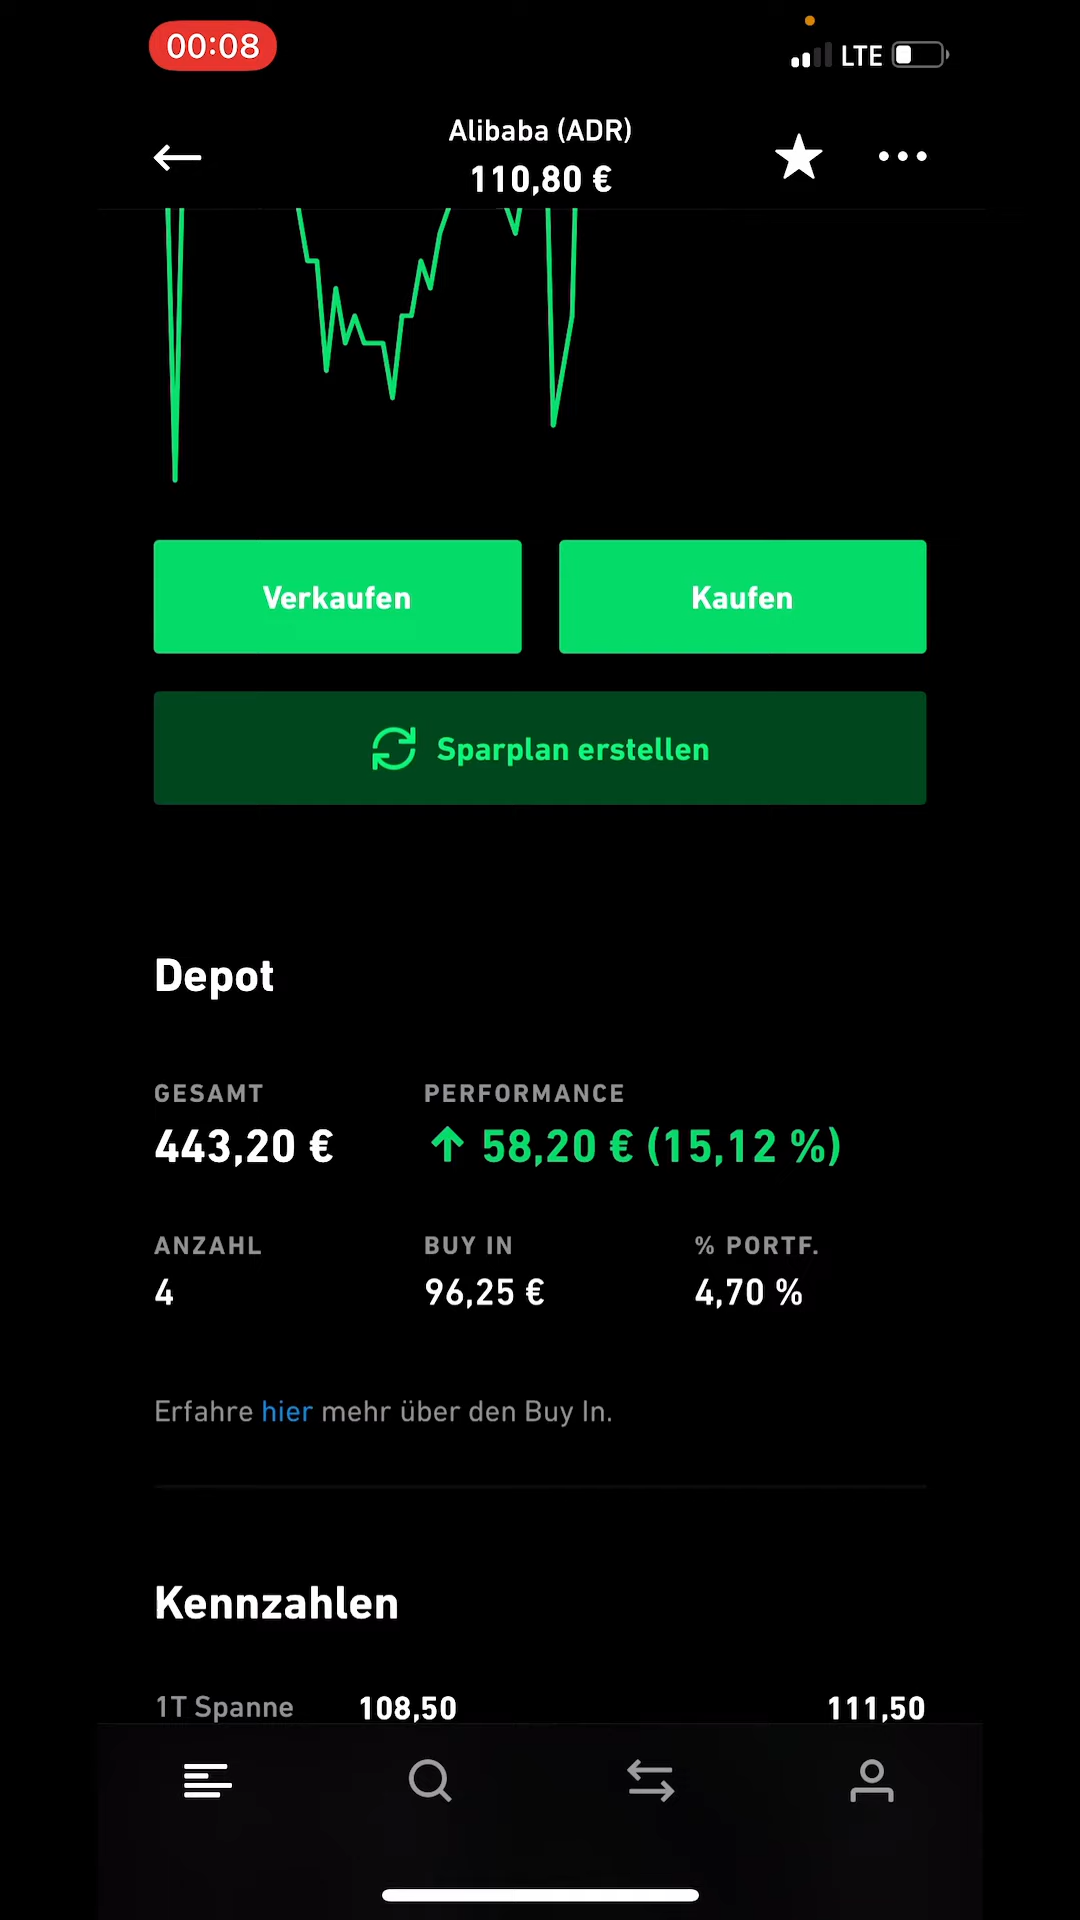 00:08
LTE
Alibaba (ADR)
110,80 €
Verkaufen
Kaufen
Sparplan erstellen
Depot
GESAMT
PERFORMANCE
443,20 €
58,20 € (15,12 %)
ANZAHL
BUY IN
% PORTF.
4
96,25 €
4,70 %
Erfahre hier mehr über den Buy In.
Kennzahlen
1T Spanne
108,50
111,50